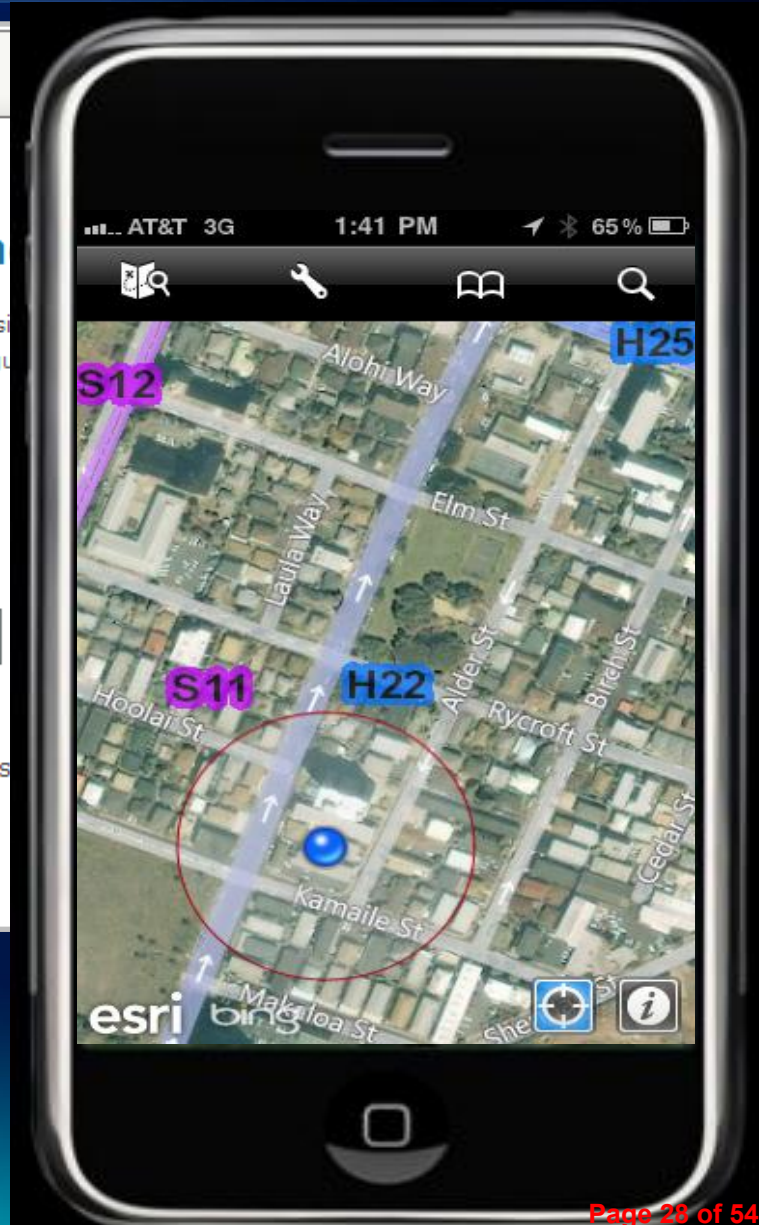 AT&T 3G 1:41 PM 65%
H25
Alohi Way
S12
Elm St
Laula Way
Alder St
Birch St
S11
H22
Hoolai St
Rycroft St
Cedar St
Kamaile St
esri bing
Makaloa St
St
i
Page 28 of 54